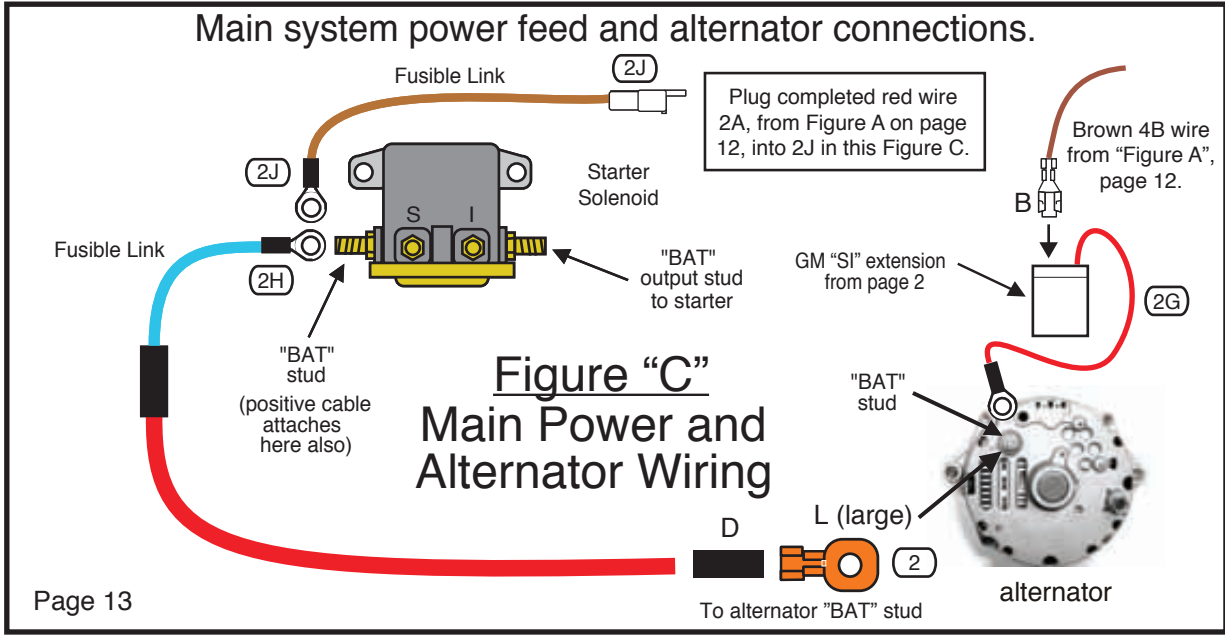 Main system power feed and alternator connections.
Fusible Link
2J
Plug completed red wire
2A, from Figure A on page
12, into 2J in this Figure C.
Brown 4B wire
from “Figure A”,
page 12.
2J
Starter
Solenoid
S
I
B
Fusible Link
2H
"BAT"
output stud
to starter
GM “SI” extension
from page 2
2G
"BAT"
stud
(positive cable
attaches
here also)
Figure “C”
Main Power and
Alternator Wiring
"BAT"
stud
L (large)
D
2
To alternator "BAT" stud
alternator
Page 13